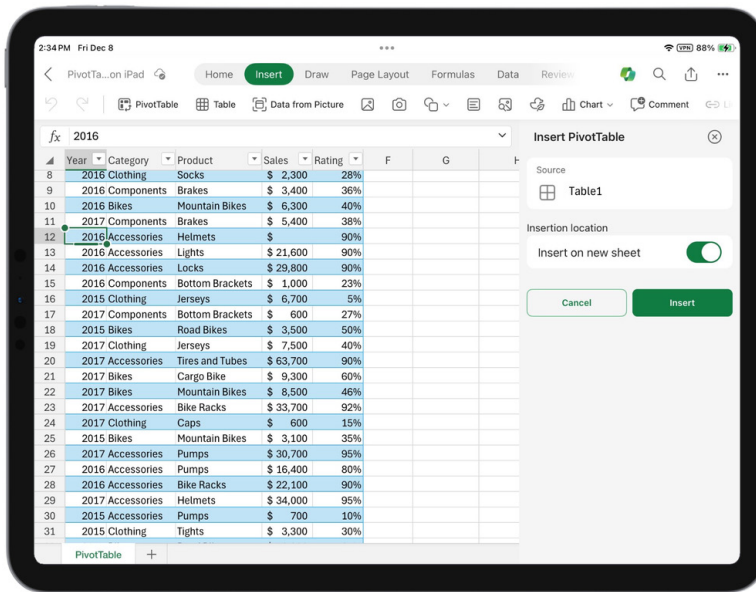 2:34 PM Fri Dec 8
VPN 88%
PivotTa...on iPad Home Insert Draw Page Layout Formulas Data Review
PivotTable Table Data from Picture Chart Comment
fx 2016
Insert PivotTable
Source
Table1
Insertion location
Insert on new sheet
Cancel Insert
Year Category Product Sales Rating F G H
8 2016 Clothing Socks $ 2,300 28%
9 2016 Components Brakes $ 3,400 36%
10 2016 Bikes Mountain Bikes $ 6,300 40%
11 2017 Components Brakes $ 5,400 38%
12 2016 Accessories Helmets $ 90%
13 2016 Accessories Lights $ 21,600 90%
14 2016 Accessories Locks $ 29,800 90%
15 2016 Components Bottom Brackets $ 1,000 23%
16 2015 Clothing Jerseys $ 6,700 5%
17 2017 Components Bottom Brackets $ 600 27%
18 2015 Bikes Road Bikes $ 3,500 50%
19 2017 Clothing Jerseys $ 7,500 40%
20 2017 Accessories Tires and Tubes $ 63,700 90%
21 2017 Bikes Cargo Bike $ 9,300 60%
22 2017 Bikes Mountain Bikes $ 8,500 46%
23 2017 Accessories Bike Racks $ 33,700 92%
24 2017 Clothing Caps $ 600 15%
25 2015 Bikes Mountain Bikes $ 3,100 35%
26 2017 Accessories Pumps $ 30,700 95%
27 2016 Accessories Pumps $ 16,400 80%
28 2016 Accessories Bike Racks $ 22,100 90%
29 2017 Accessories Helmets $ 34,000 95%
30 2015 Accessories Pumps $ 700 10%
31 2015 Clothing Tights $ 3,300 30%
PivotTable